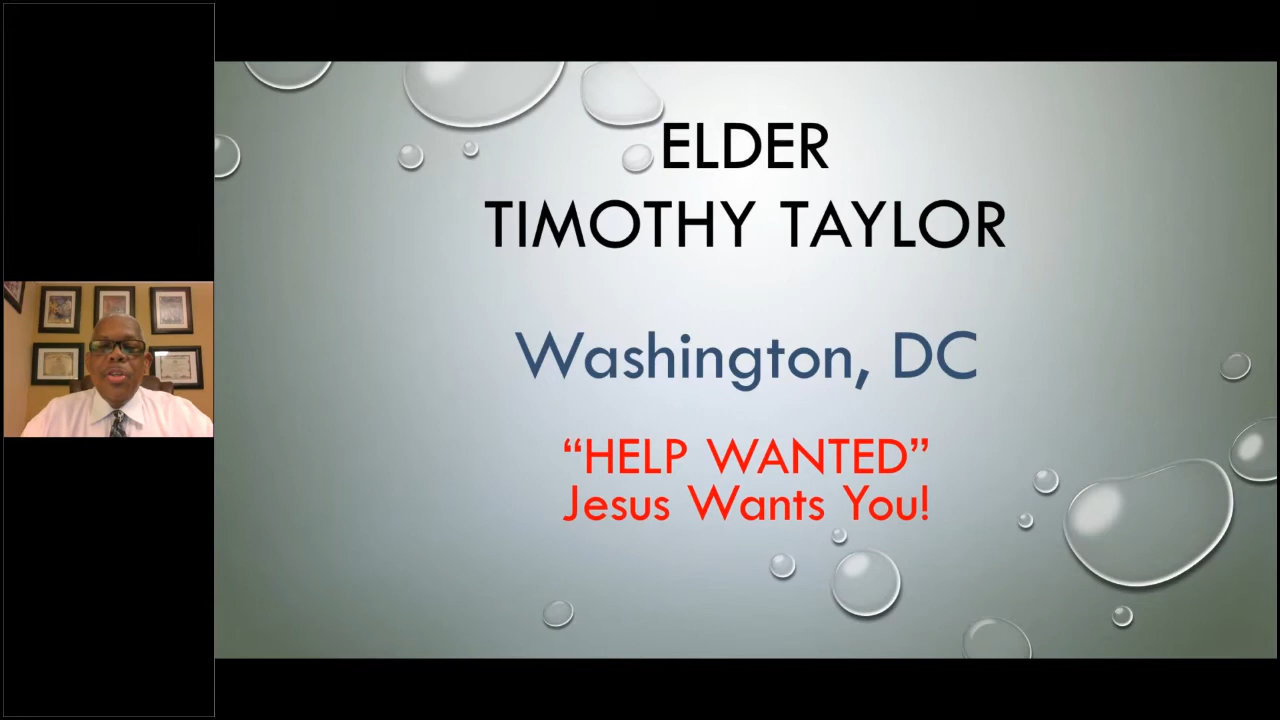 ELDER
TIMOTHY TAYLOR
Washington, DC
“HELP WANTED”
Jesus Wants You!